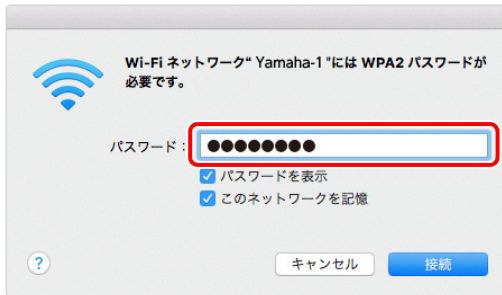 Wi-Fi ネットワーク“ Yamaha-1 "には WPA2 パスワードが
必要です。
パスワード： ●●●●●●●●
パスワードを表示
このネットワークを記憶
? キャンセル 接続